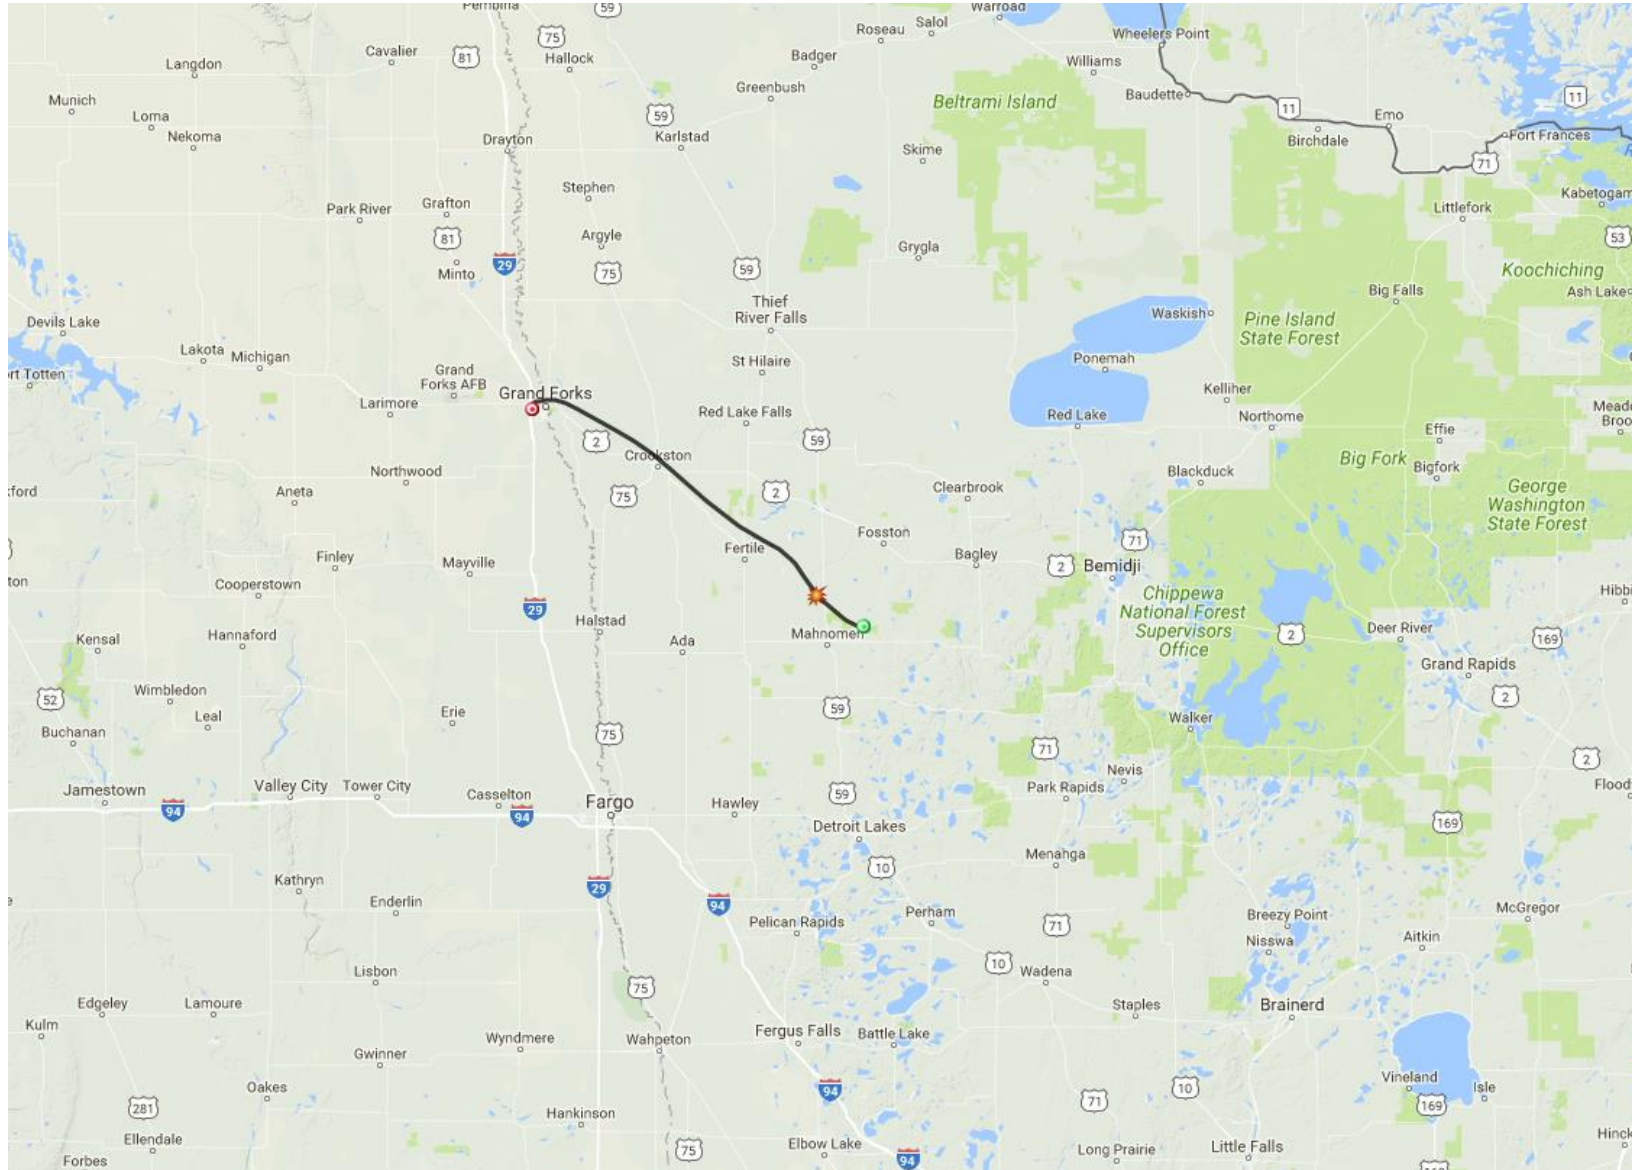 Pembina
59
Warroad
Salol
Roseau
75
Wheelers Point
Cavalier
81
Hallock
Badger
Williams
Langdon
Greenbush
Baudette
Beltrami Island
11
11
Munich
Loma
59
Emo
Nekoma
Drayton
Karlstad
Birchdale
Fort Frances
Skime
71
Stephen
Kabetogam
Park River
Grafton
Littlefork
81
Argyle
53
Grygla
29
Minto
75
59
Koochiching
Big Falls
Ash Lake
Thief
River Falls
Waskish
Pine Island
State Forest
Devils Lake
Lakota
Michigan
St Hilaire
Ponemah
ort Totten
Grand
Forks AFB
Grand Forks
Kelliher
Larimore
Red Lake Falls
Red Lake
Northome
Mead
Broo
2
59
Effie
Crookston
Big Fork
Bigfork
Northwood
Blackduck
xford
Aneta
75
2
Clearbrook
George
Washington
State Forest
Fosston
71
Finley
Mayville
Fertile
Bagley
2
Bemidji
ton
Cooperstown
Chippewa
National Forest
Supervisors
Office
Hibbi
29
Halstad
Mahnomen
2
Deer River
169
Kensal
Hannaford
Ada
Grand Rapids
52
Wimbledon
2
Leal
Erie
59
Walker
Buchanan
75
71
2
Nevis
Jamestown
Valley City
Tower City
Casselton
Fargo
Hawley
59
Park Rapids
Flood
94
94
Detroit Lakes
169
Menahga
10
Kathryn
29
Enderlin
94
Pelican Rapids
Perham
71
Breezy Point
McGregor
Nisswa
Aitkin
Lisbon
10
Wadena
75
Edgeley
Lamoure
Staples
Brainerd
Kulm
Wyndmere
Wahpeton
Fergus Falls
Battle Lake
Gwinner
Oakes
94
10
Vineland
Isle
281
71
169
Hankinson
Ellendale
75
Elbow Lake
94
Long Prairie
Little Falls
Hinck
Forbes